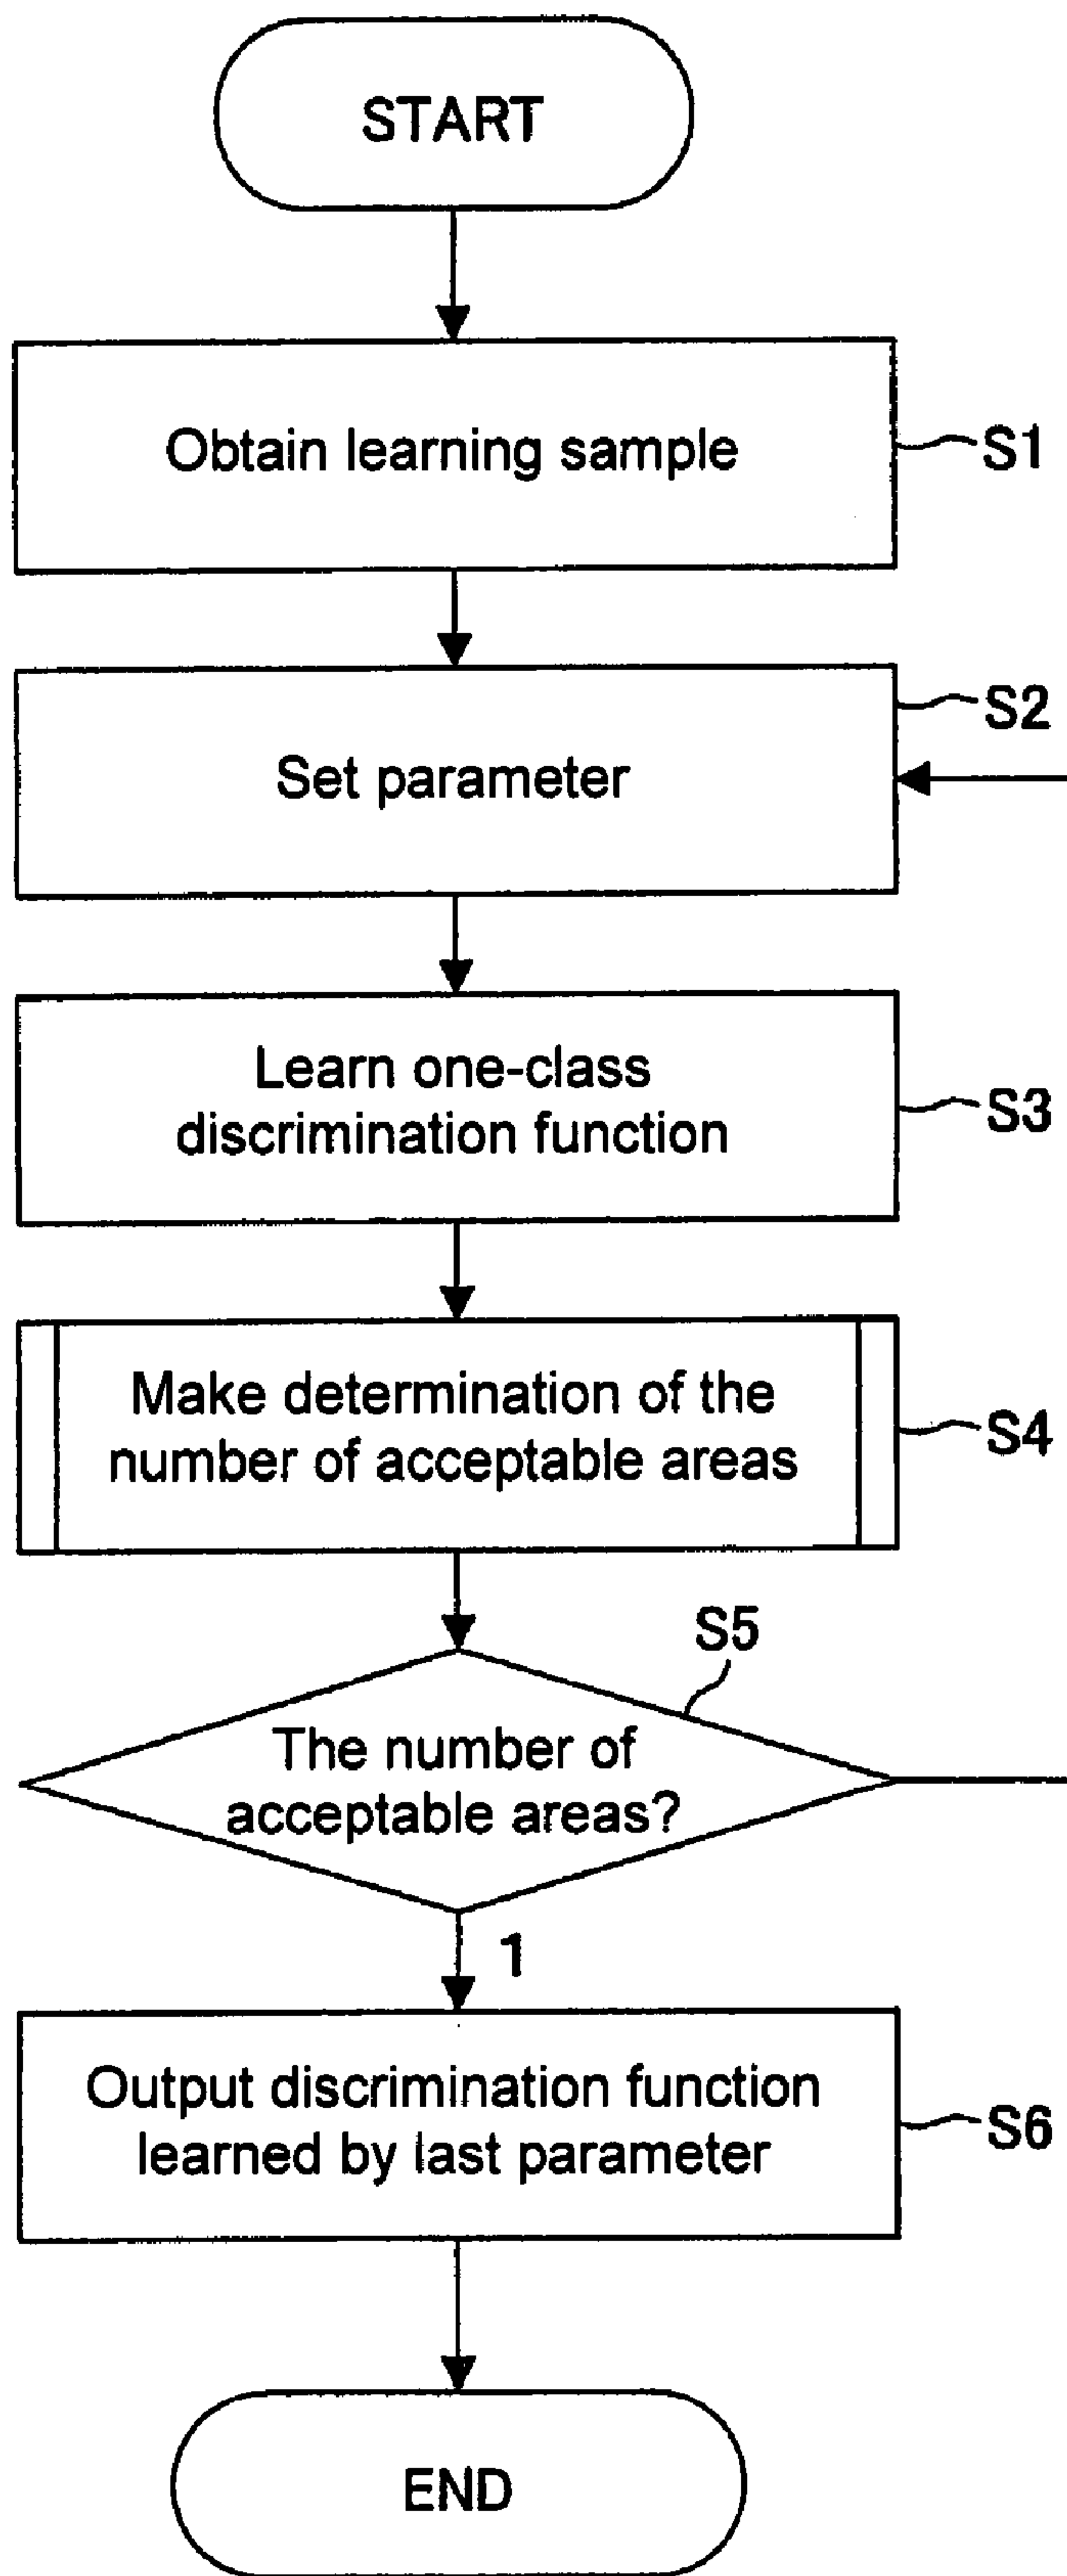 START
Obtain learning sample
S1
S2
Set parameter
Learn one-class
discrimination function
S3
Make determination of the
number of acceptable areas
S4
S5
The number of
acceptable areas?
1
Output discrimination function
learned by last parameter
S6
END